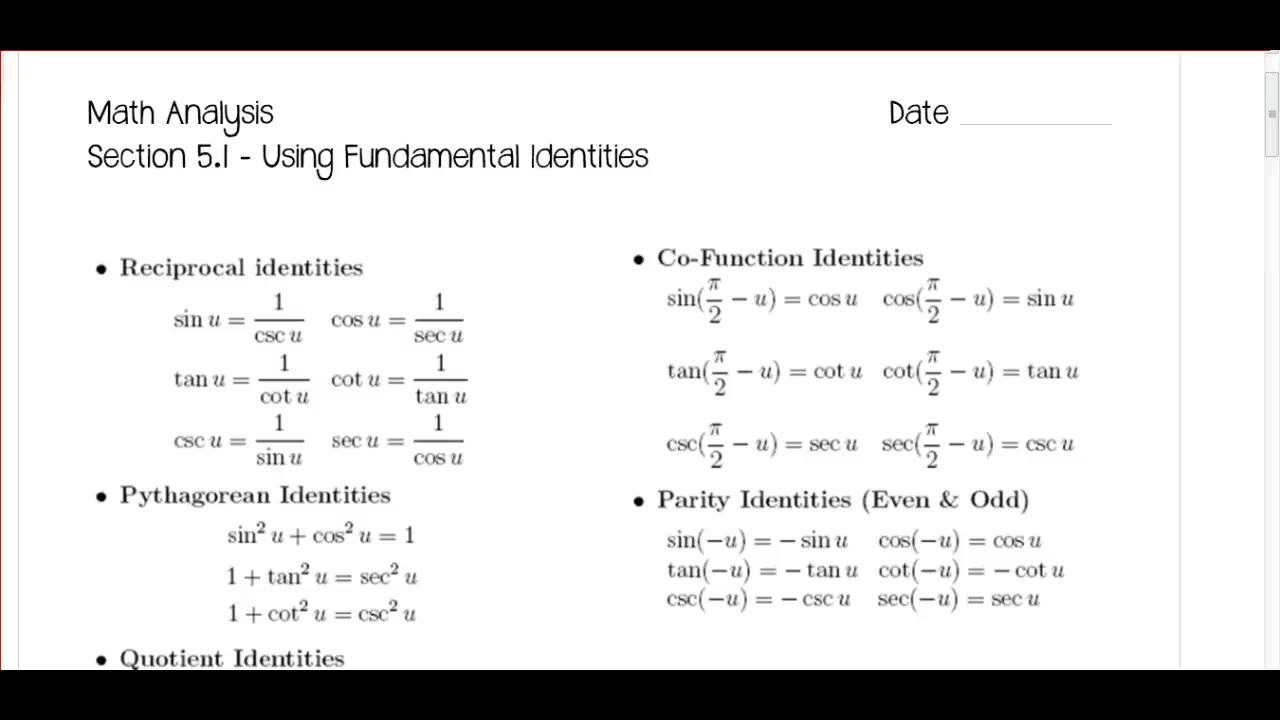 Math Analysis
Date
Section 5.1 - Using Fundamental Identities
• Reciprocal identities
sin u = 1/csc u   cos u = 1/sec u
tan u = 1/cot u   cot u = 1/tan u
csc u = 1/sin u   sec u = 1/cos u
• Pythagorean Identities
sin² u + cos² u = 1
1 + tan² u = sec² u
1 + cot² u = csc² u
• Quotient Identities
• Co-Function Identities
sin(π/2 − u) = cos u   cos(π/2 − u) = sin u
tan(π/2 − u) = cot u   cot(π/2 − u) = tan u
csc(π/2 − u) = sec u   sec(π/2 − u) = csc u
• Parity Identities (Even & Odd)
sin(−u) = − sin u   cos(−u) = cos u
tan(−u) = − tan u   cot(−u) = − cot u
csc(−u) = − csc u   sec(−u) = sec u